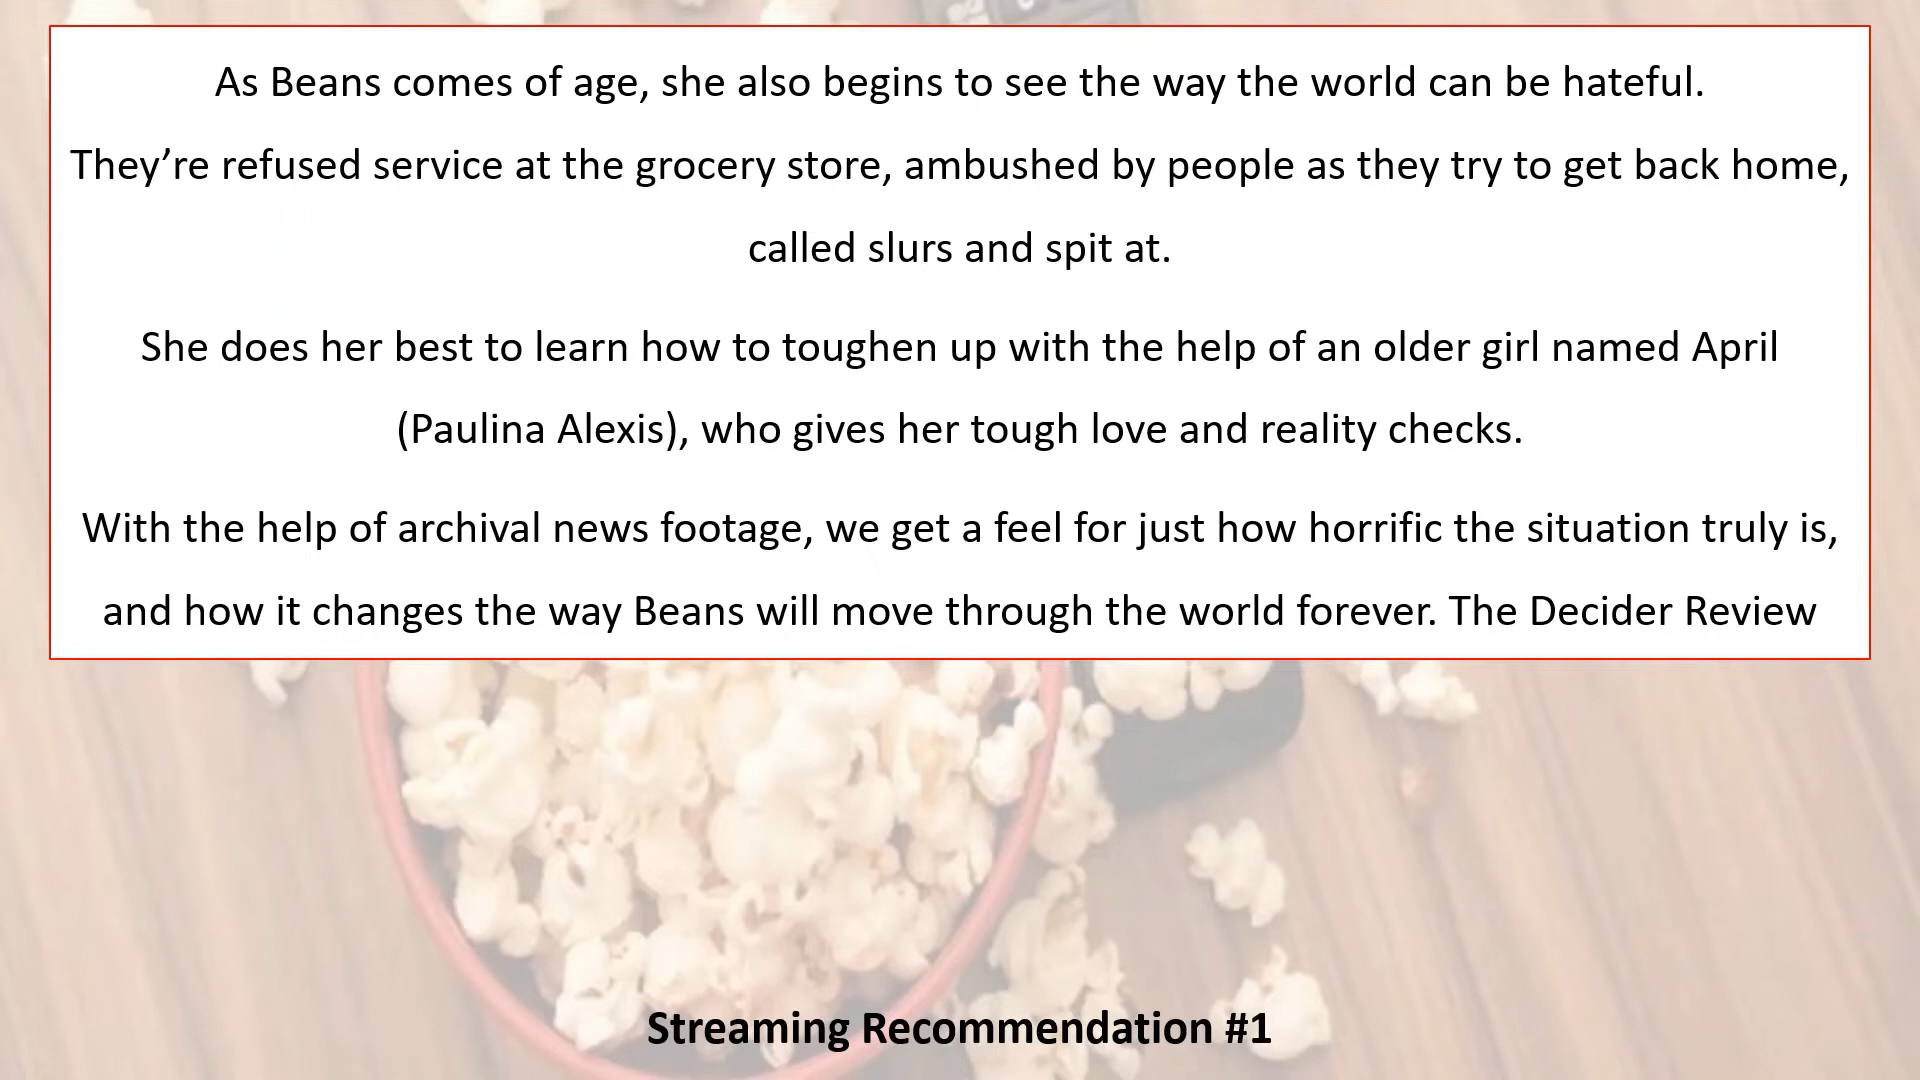 As Beans comes of age, she also begins to see the way the world can be hateful.
They’re refused service at the grocery store, ambushed by people as they try to get back home,
called slurs and spit at.
She does her best to learn how to toughen up with the help of an older girl named April
(Paulina Alexis), who gives her tough love and reality checks.
With the help of archival news footage, we get a feel for just how horrific the situation truly is,
and how it changes the way Beans will move through the world forever. The Decider Review
Streaming Recommendation #1